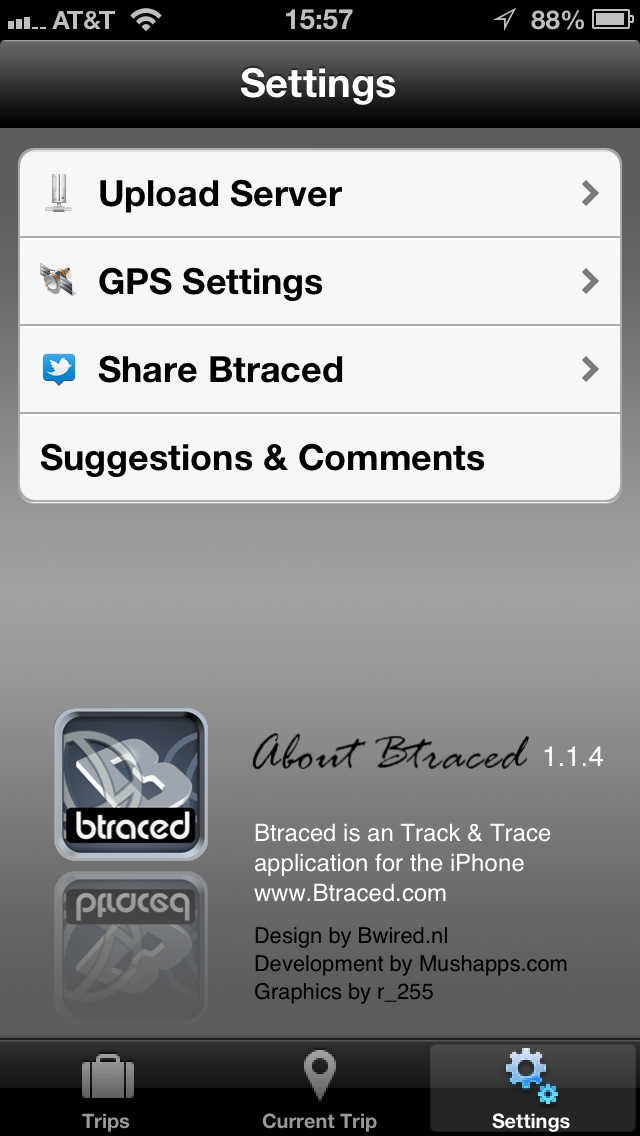 AT&T 15:57 88%
Settings
Upload Server
GPS Settings
Share Btraced
Suggestions & Comments
About Btraced 1.1.4
btraced
Btraced is an Track & Trace
application for the iPhone
www.Btraced.com
Design by Bwired.nl
Development by Mushapps.com
Graphics by r_255
Trips Current Trip Settings